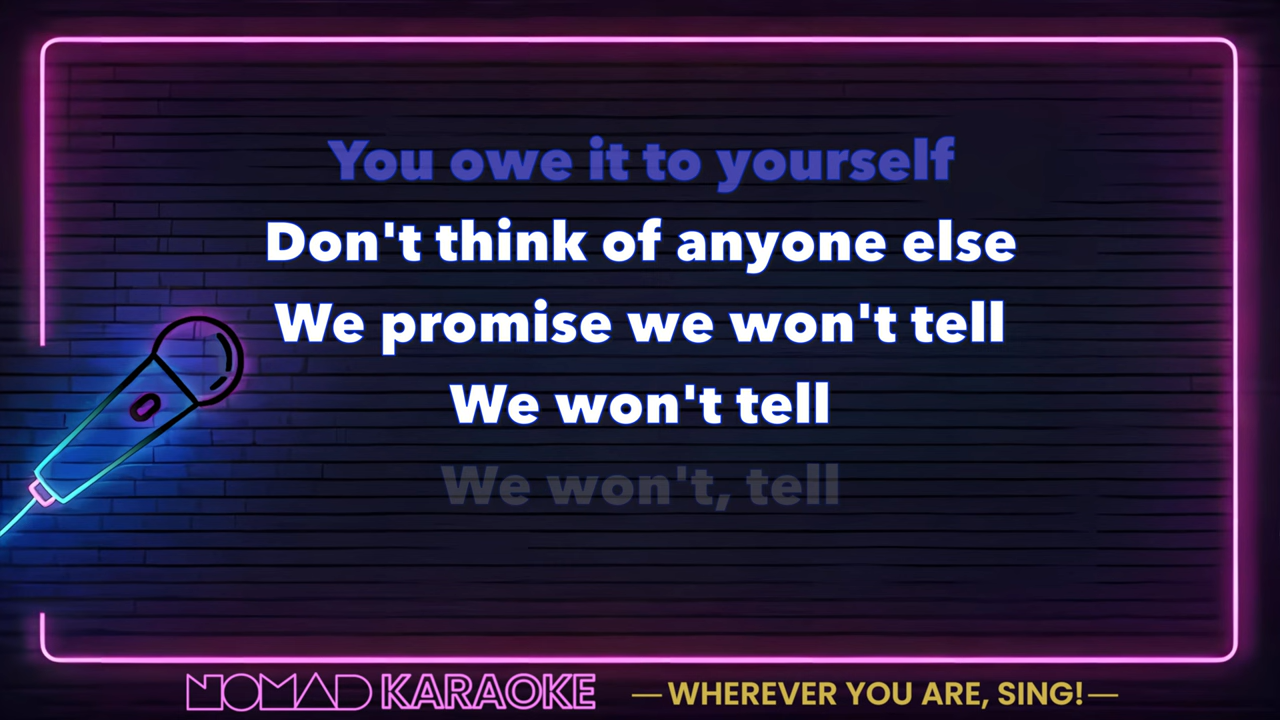 You owe it to yourself
Don't think of anyone else
We promise we won't tell
We won't tell
We won't, tell
NOMAD KARAOKE —WHEREVER YOU ARE, SING!—